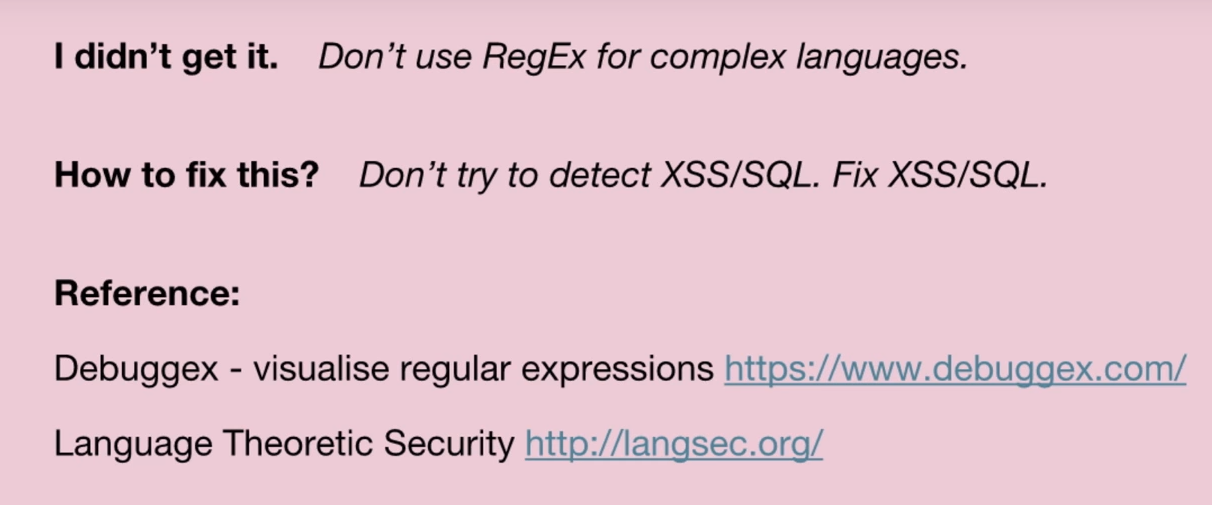 I didn’t get it. Don’t use RegEx for complex languages.
How to fix this? Don’t try to detect XSS/SQL. Fix XSS/SQL.
Reference:
Debuggex - visualise regular expressions https://www.debuggex.com/
Language Theoretic Security http://langsec.org/